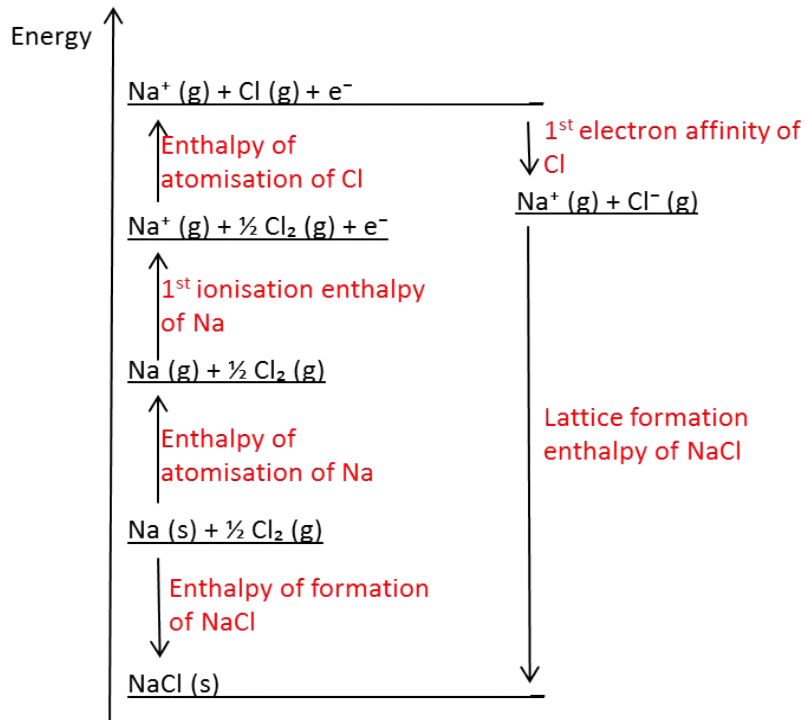 Energy
Na⁺ (g) + Cl (g) + e⁻
1st electron affinity of
Cl
Enthalpy of
atomisation of Cl
Na⁺ (g) + Cl⁻ (g)
Na⁺ (g) + ½ Cl₂ (g) + e⁻
1st ionisation enthalpy
of Na
Na (g) + ½ Cl₂ (g)
Lattice formation
enthalpy of NaCl
Enthalpy of
atomisation of Na
Na (s) + ½ Cl₂ (g)
Enthalpy of formation
of NaCl
NaCl (s)